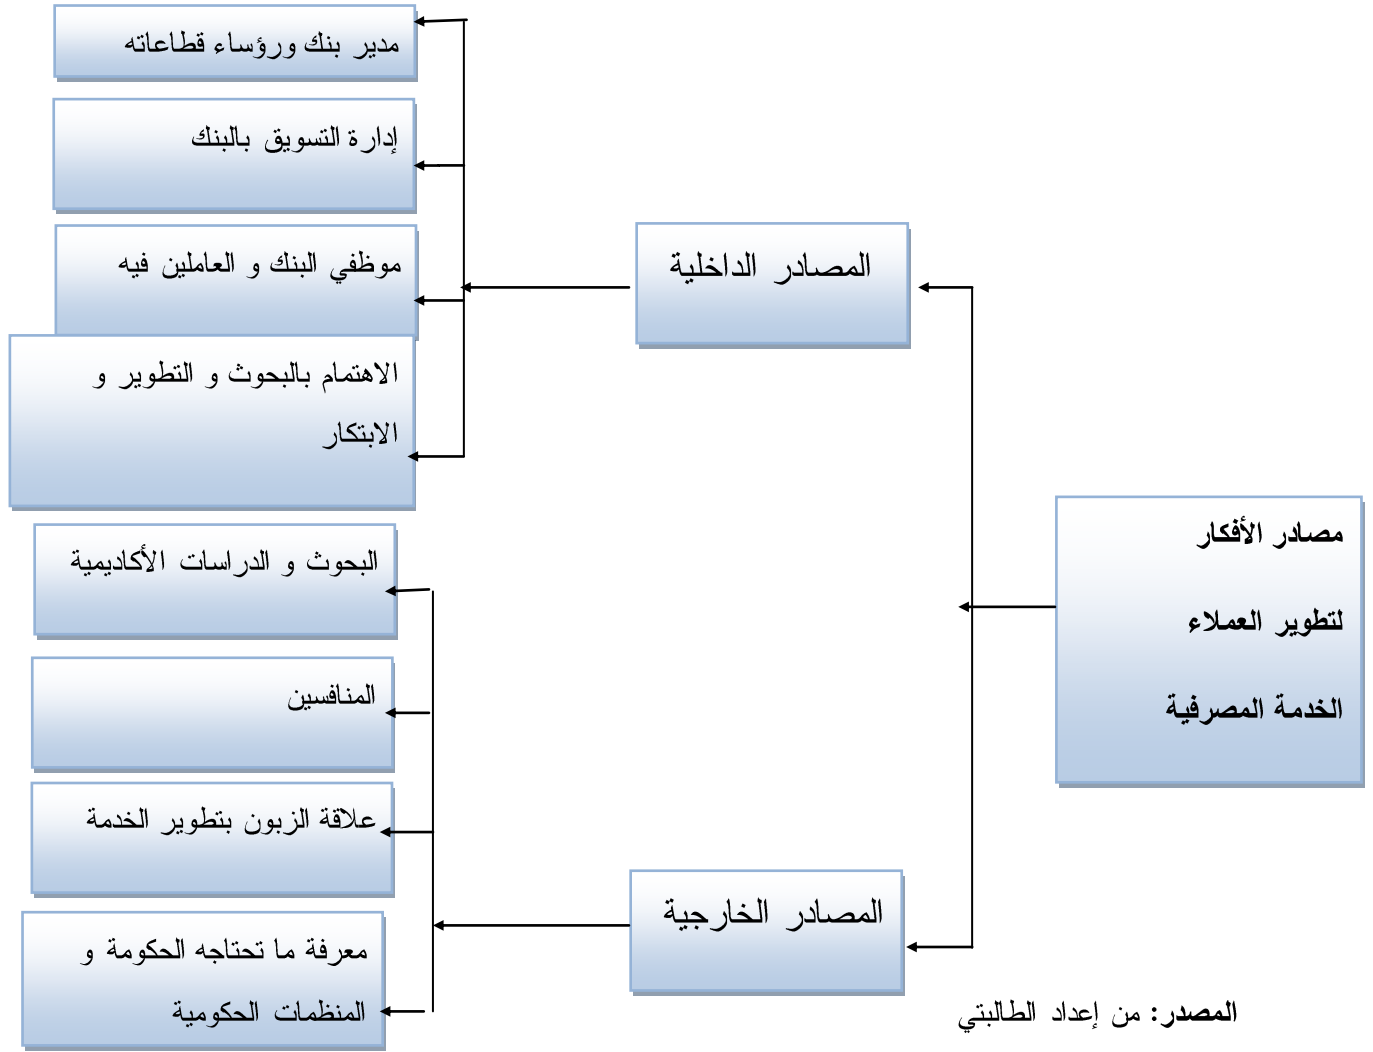 مصادر الأفكار
لتطوير العملاء
الخدمة المصرفية
المصادر الداخلية
مدير بنك ورؤساء قطاعاته
إدارة التسويق بالبنك
موظفي البنك و العاملين فيه
الاهتمام بالبحوث و التطوير و
الابتكار
المصادر الخارجية
البحوث و الدراسات الأكاديمية
المنافسين
علاقة الزبون بتطوير الخدمة
معرفة ما تحتاجه الحكومة و
المنظمات الحكومية
المصدر: من إعداد الطالبتي